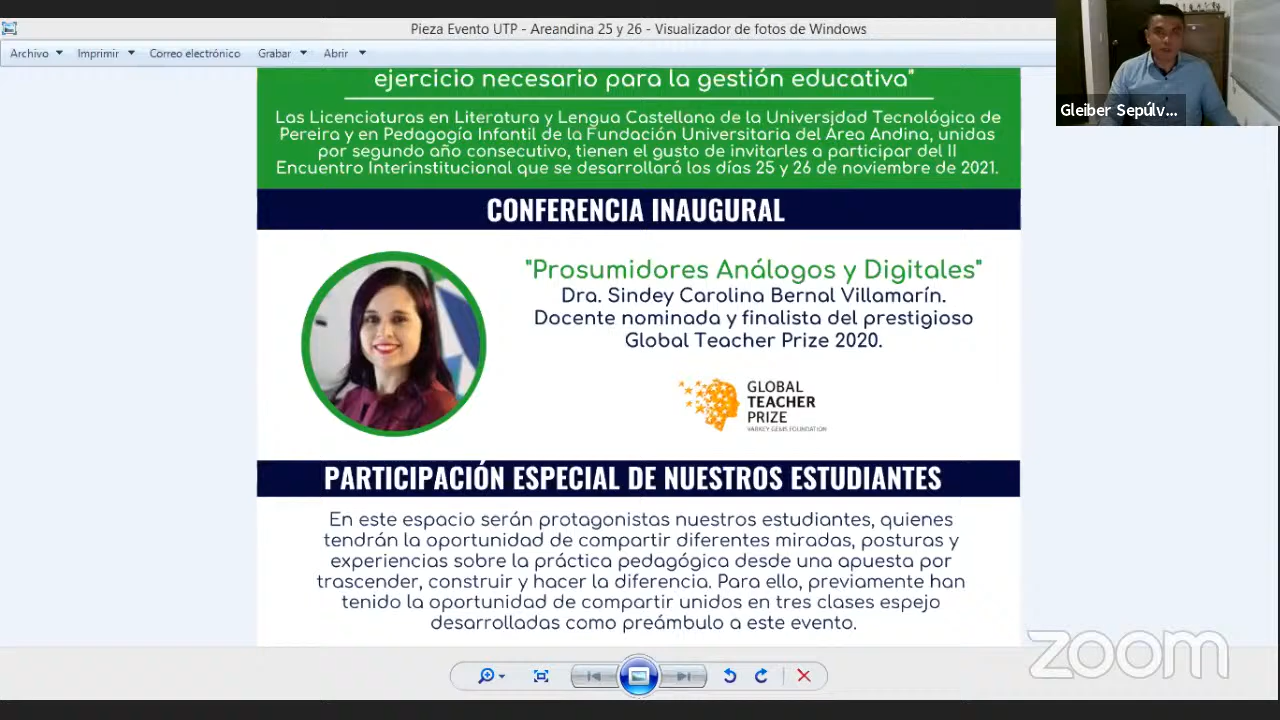 Pieza Evento UTP - Areandina 25 y 26 - Visualizador de fotos de Windows
Archivo Imprimir Correo electrónico Grabar Abrir
Gleiber Sepúlv...
ejercicio necesario para la gestión educativa"
Las Licenciaturas en Literatura y Lengua Castellana de la Universidad Tecnológica de
Pereira y en Pedagogía Infantil de la Fundación Universitaria del Área Andina, unidas
por segundo año consecutivo, tienen el gusto de invitarles a participar del II
Encuentro Interinstitucional que se desarrollará los días 25 y 26 de noviembre de 2021.
CONFERENCIA INAUGURAL
"Prosumidores Análogos y Digitales"
Dra. Sindey Carolina Bernal Villamarín.
Docente nominada y finalista del prestigioso
Global Teacher Prize 2020.
GLOBAL
TEACHER
PRIZE
VARKEY GEMS FOUNDATION
PARTICIPACIÓN ESPECIAL DE NUESTROS ESTUDIANTES
En este espacio serán protagonistas nuestros estudiantes, quienes
tendrán la oportunidad de compartir diferentes miradas, posturas y
experiencias sobre la práctica pedagógica desde una apuesta por
trascender, construir y hacer la diferencia. Para ello, previamente han
tenido la oportunidad de compartir unidos en tres clases espejo
desarrolladas como preámbulo a este evento.
zoom